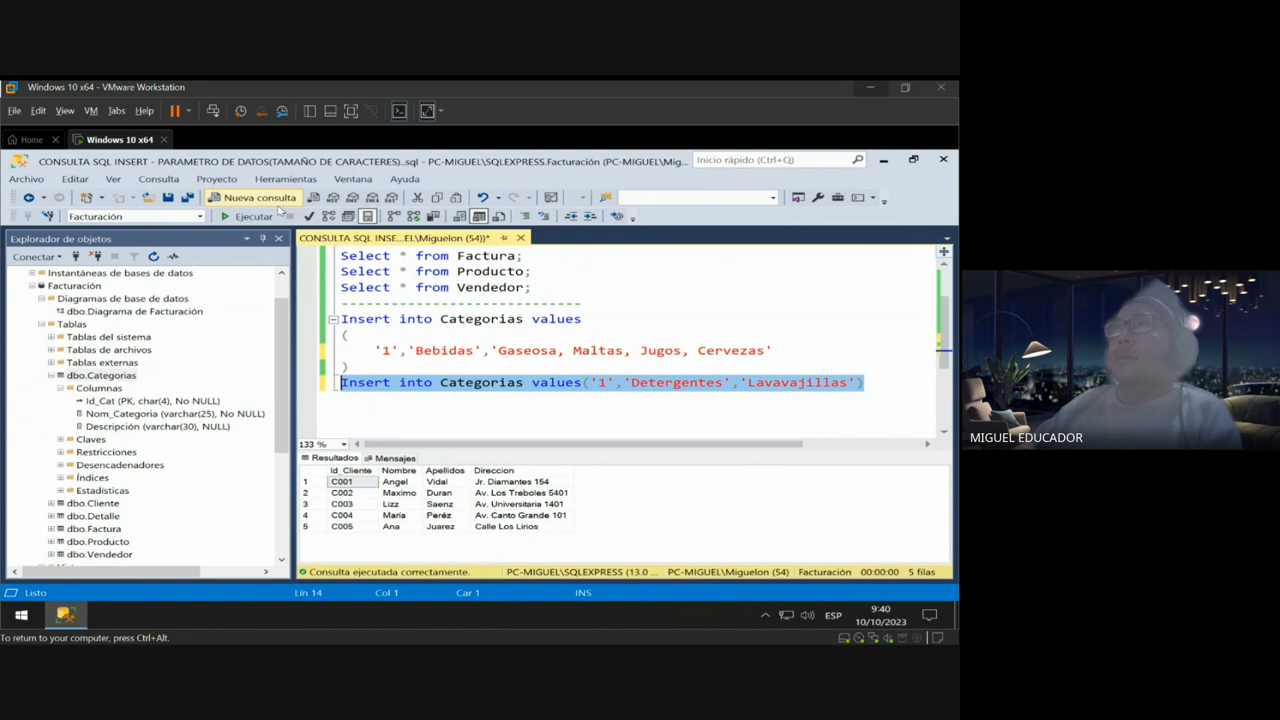 Windows 10 x64 - VMware Workstation
File Edit View VM Tabs Help
Home Windows 10 x64
CONSULTA SQL INSERT - PARAMETRO DE DATOS(TAMAÑO DE CARACTERES)..sql - PC-MIGUEL\SQLEXPRESS.Facturación (PC-MIGUEL\Mig...
Inicio rápido (Ctrl+Q)
Archivo Editar Ver Consulta Proyecto Herramientas Ventana Ayuda
Nueva consulta
Facturación Ejecutar
Explorador de objetos
Conectar
Instantáneas de bases de datos
Facturación
Diagramas de base de datos
dbo.Diagrama de Facturación
Tablas
Tablas del sistema
Tablas de archivos
Tablas externas
dbo.Categorias
Columnas
Id_Cat (PK, char(4), No NULL)
Nom_Categoria (varchar(25), No NULL)
Descripción (varchar(30), NULL)
Claves
Restricciones
Desencadenadores
Índices
Estadísticas
dbo.Cliente
dbo.Detalle
dbo.Factura
dbo.Producto
dbo.Vendedor
CONSULTA SQL INSE...EL\Miguelon (54))*
Select * from Factura;
Select * from Producto;
Select * from Vendedor;
------------------------------
Insert into Categorias values
(
'1','Bebidas','Gaseosa, Maltas, Jugos, Cervezas'
)
Insert into Categorias values('1','Detergentes','Lavavajillas')
133 %
Resultados Mensajes
Id_Cliente Nombre Apellidos Direccion
1 C001 Angel Vidal Jr. Diamantes 154
2 C002 Maximo Duran Av. Los Treboles 5401
3 C003 Lizz Saenz Av. Universitaria 1401
4 C004 María Peréz Av. Canto Grande 101
5 C005 Ana Juarez Calle Los Lirios
Consulta ejecutada correctamente. PC-MIGUEL\SQLEXPRESS (13.0 ... PC-MIGUEL\Miguelon (54) Facturación 00:00:00 5 filas
Listo Lín 14 Col 1 Car 1 INS
ESP
9:40
10/10/2023
To return to your computer, press Ctrl+Alt.
MIGUEL EDUCADOR